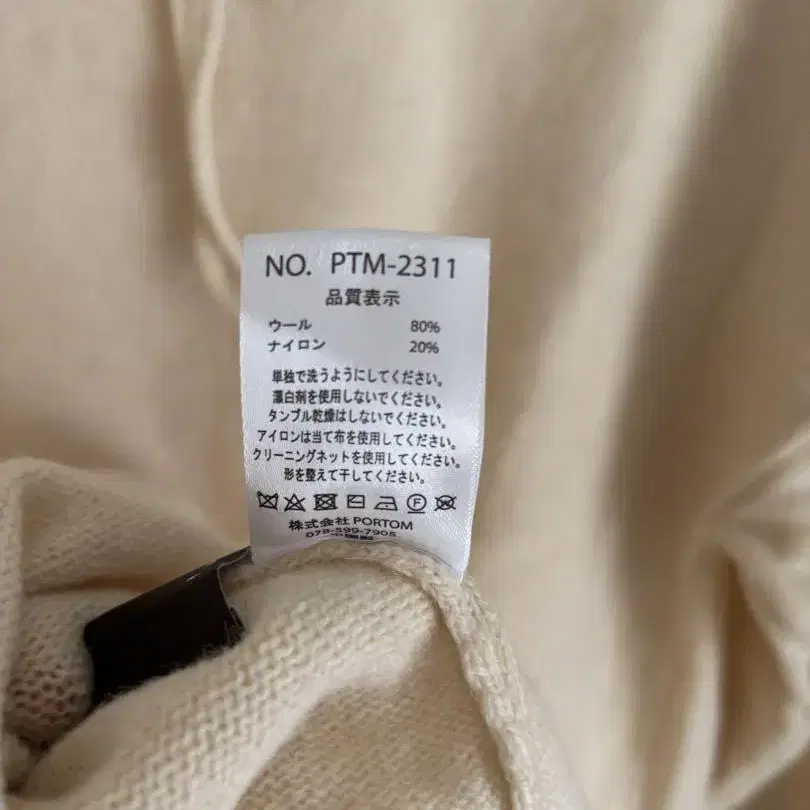 NO. PTM-2311
品質表示
ウール 80%
ナイロン 20%
単独で洗うようにしてください。
漂白剤を使用しないでください。
タンブル乾燥はしないでください。
アイロンは当て布を使用してください。
クリーニングネットを使用してください。
形を整えて干してください。
株式会社 PORTOM
078-599-7905